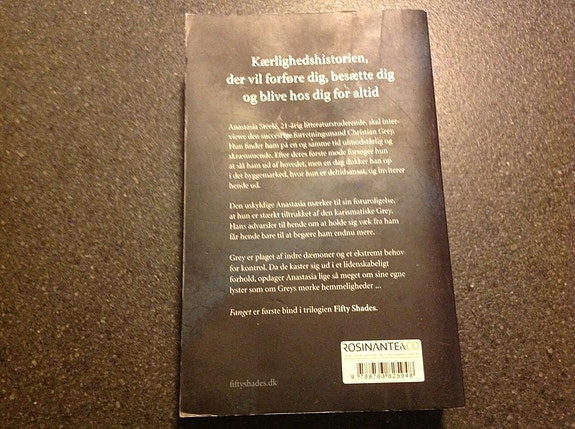 Kærlighedshistorien,
der vil forføre dig, besætte dig
og blive hos dig for altid
Anastasia Steele, 21-årig litteraturstuderende, skal inter-
viewe den succesrige forretningsmand Christian Grey.
Hun finder ham på en og samme tid uimodståelig og
skræmmende. Efter deres første møde forsøger hun
at slå ham ud af hovedet, men en dag dukker han op
i det byggemarked, hvor hun er deltidsansat, og inviterer
hende ud.
Den uskyldige Anastasia mærker til sin foruroligelse,
at hun er stærkt tiltrukket af den karismatiske Grey.
Hans advarsler til hende om at holde sig væk fra ham
får hende bare til at begære ham endnu mere.
Grey er plaget af indre dæmoner og et ekstremt behov
for kontrol. Da de kaster sig ud i et lidenskabeligt
forhold, opdager Anastasia lige så meget om sine egne
lyster som om Greys mørke hemmeligheder ...
Fanget er første bind i trilogien Fifty Shades.
ROSINANTE&CO
9 788763 825948
fiftyshades.dk